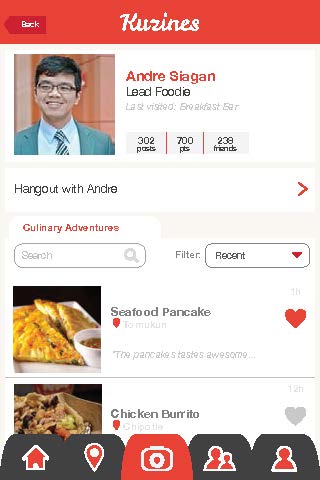 Back
Kuzines
Andre Siagan
Lead Foodie
Last visited: Breakfast Bar
302 posts
700 pts
238 friends
Hangout with Andre
Culinary Adventures
Search
Filter:
Recent
1h
Seafood Pancake
Tomukun
"The pancakes tastes awesome...
12h
Chicken Burrito
Chipotle